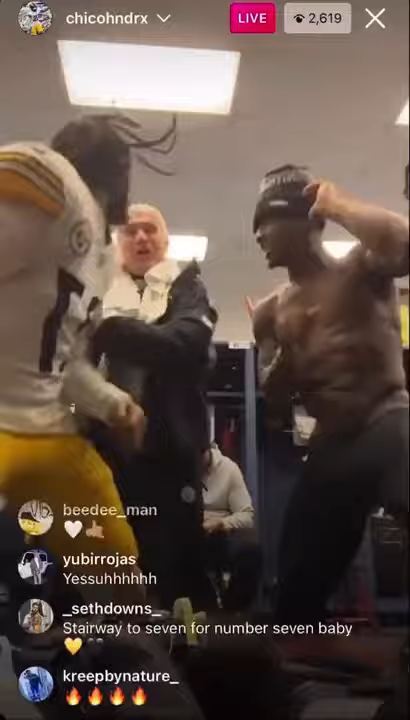 chicohndrx
LIVE
2,619
beedee_man
yubirrojas
Yessuhhhhhh
_sethdowns_
Stairway to seven for number seven baby
kreepbynature_